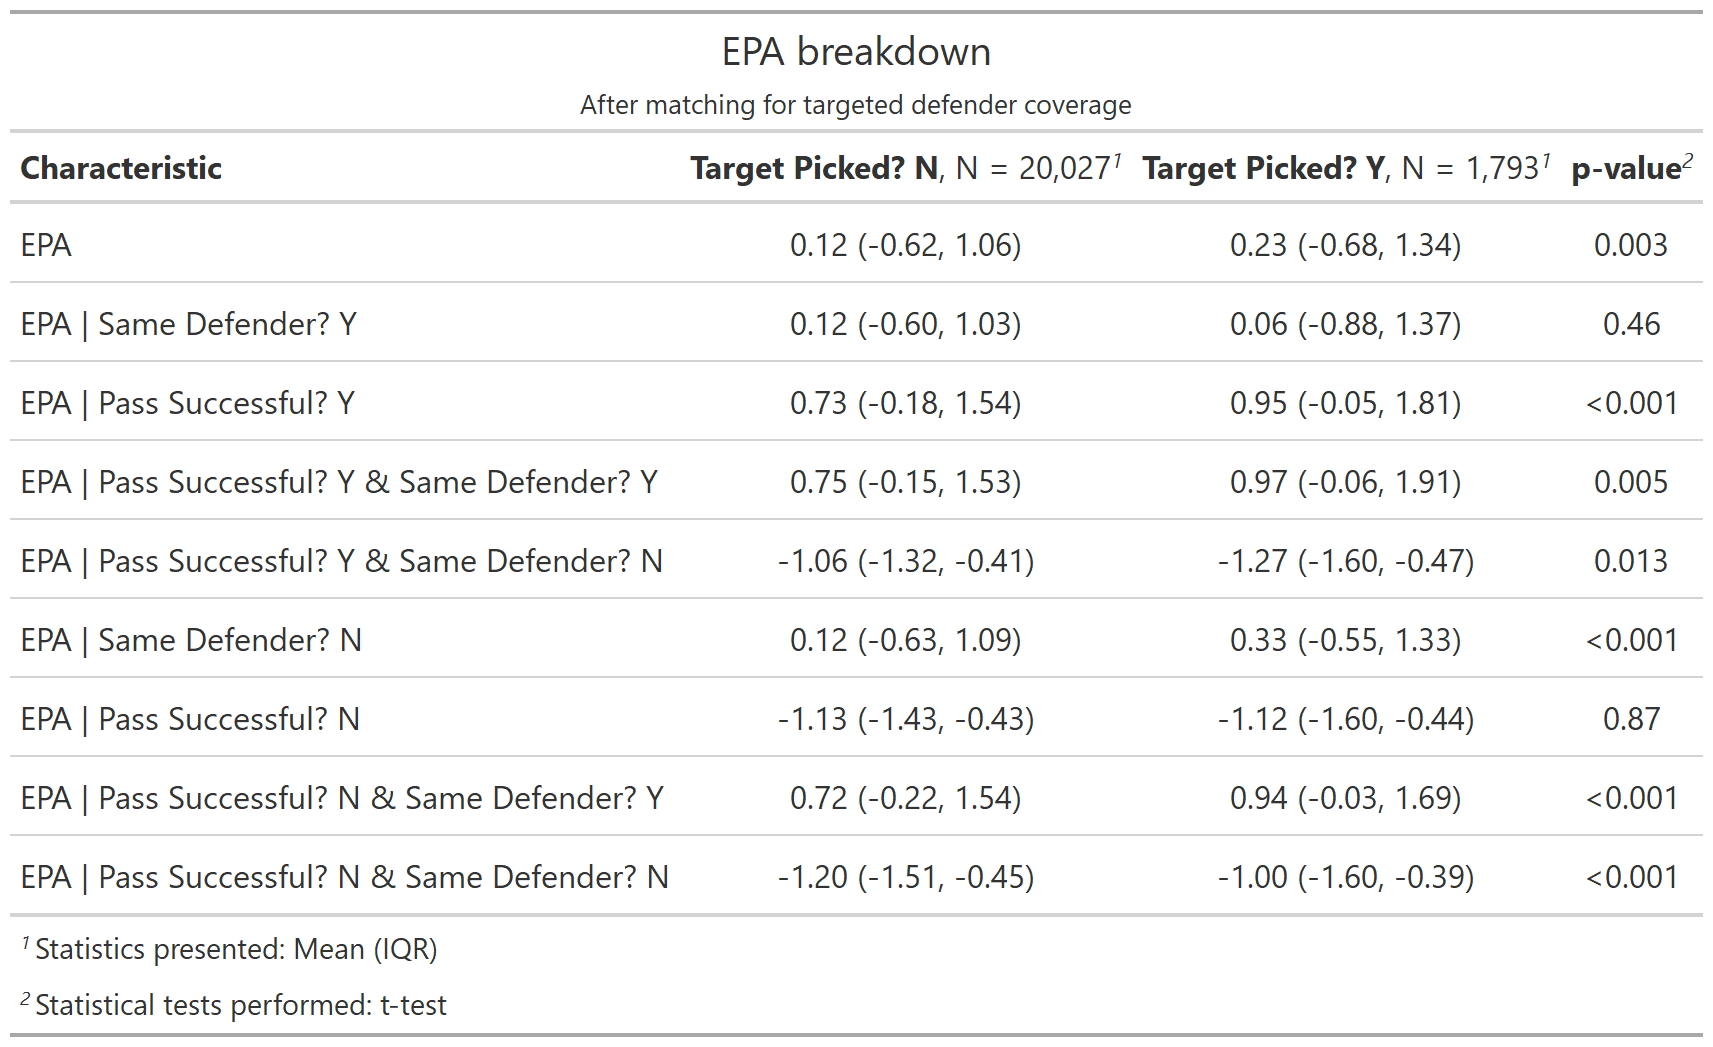 EPA breakdown
After matching for targeted defender coverage
Characteristic Target Picked? N, N = 20,027¹ Target Picked? Y, N = 1,793¹ p-value²
EPA 0.12 (-0.62, 1.06) 0.23 (-0.68, 1.34) 0.003
EPA | Same Defender? Y 0.12 (-0.60, 1.03) 0.06 (-0.88, 1.37) 0.46
EPA | Pass Successful? Y 0.73 (-0.18, 1.54) 0.95 (-0.05, 1.81) <0.001
EPA | Pass Successful? Y & Same Defender? Y 0.75 (-0.15, 1.53) 0.97 (-0.06, 1.91) 0.005
EPA | Pass Successful? Y & Same Defender? N -1.06 (-1.32, -0.41) -1.27 (-1.60, -0.47) 0.013
EPA | Same Defender? N 0.12 (-0.63, 1.09) 0.33 (-0.55, 1.33) <0.001
EPA | Pass Successful? N -1.13 (-1.43, -0.43) -1.12 (-1.60, -0.44) 0.87
EPA | Pass Successful? N & Same Defender? Y 0.72 (-0.22, 1.54) 0.94 (-0.03, 1.69) <0.001
EPA | Pass Successful? N & Same Defender? N -1.20 (-1.51, -0.45) -1.00 (-1.60, -0.39) <0.001
¹ Statistics presented: Mean (IQR)
² Statistical tests performed: t-test